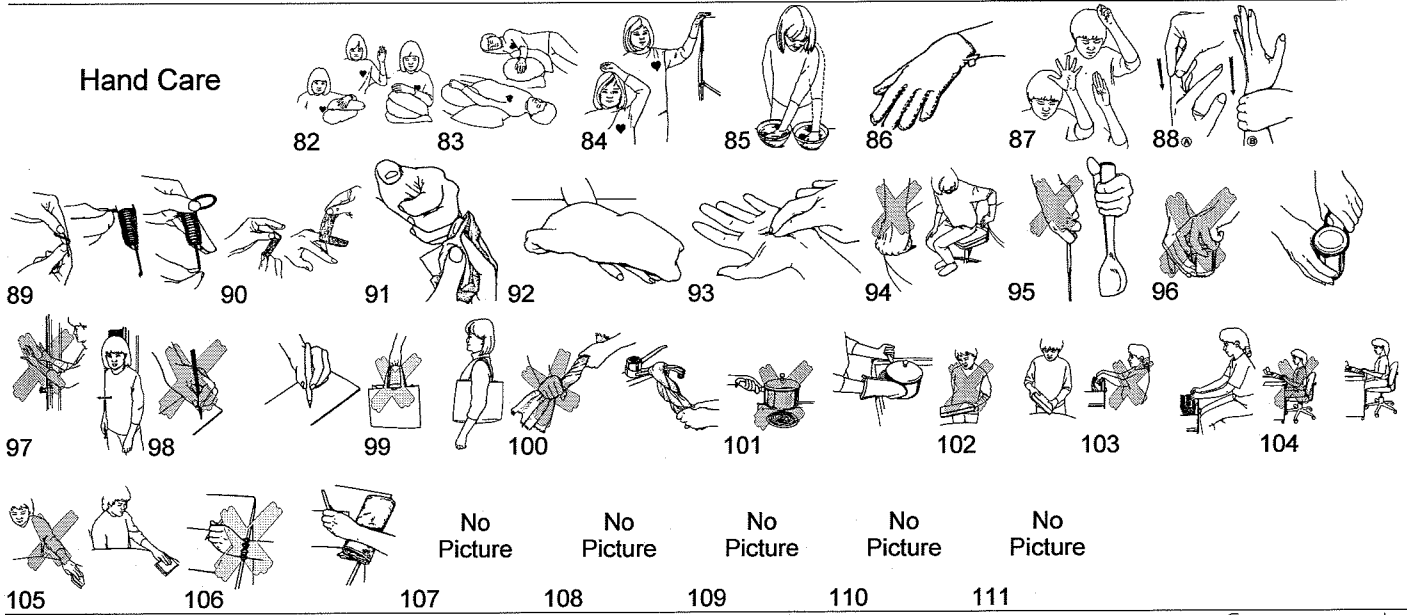 Hand Care
82 83 84 85 86 87 88 A B
89 90 91 92 93 94 95 96
97 98 99 100 101 102 103 104
No Picture No Picture No Picture No Picture No Picture
105 106 107 108 109 110 111